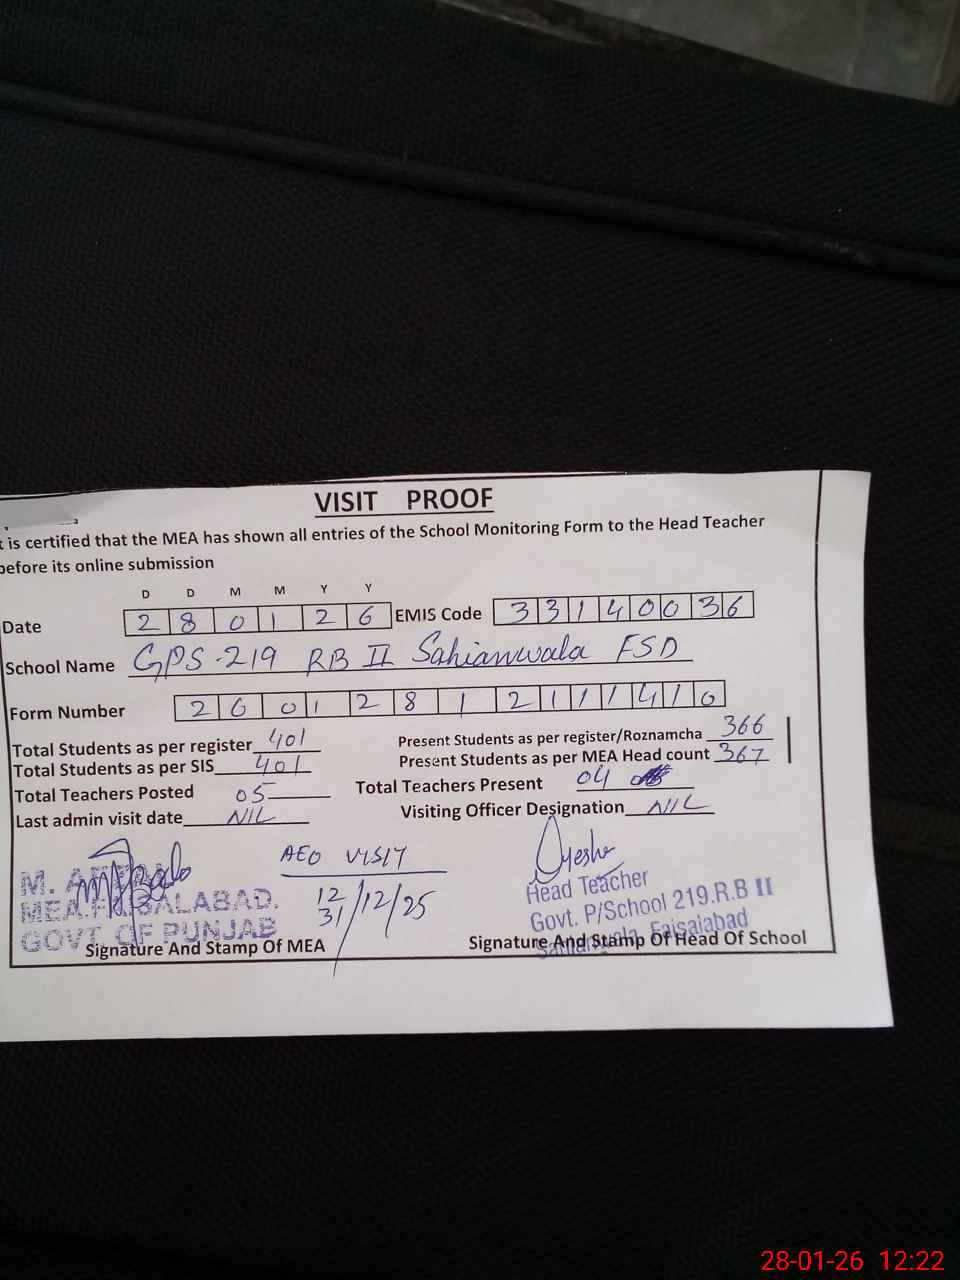 VISIT PROOF
t is certified that the MEA has shown all entries of the School Monitoring Form to the Head Teacher
before its online submission
D D M M Y Y
Date 2 8 0 1 2 6 EMIS Code 3 3 1 4 0 0 3 6
School Name GPS-219 RB II Sahianwala FSD
Form Number 2 6 0 1 2 8 1 2 1 1 1 4 1 0
Total Students as per register 401 Present Students as per register/Roznamcha 366
Total Students as per SIS 401 Present Students as per MEA Head count 367
Total Teachers Posted 05 Total Teachers Present 04
Last admin visit date NIL Visiting Officer Designation NIL
AEO VISIT
12
31/12/25
Ayesha
M.
MEA.FAISALABAD.
GOVT. OF PUNJAB
Signature And Stamp Of MEA
Head Teacher
Govt. P/School 219.R.B II
Sahianwala, Faisalabad
Signature And Stamp Of Head Of School
28-01-26 12:22